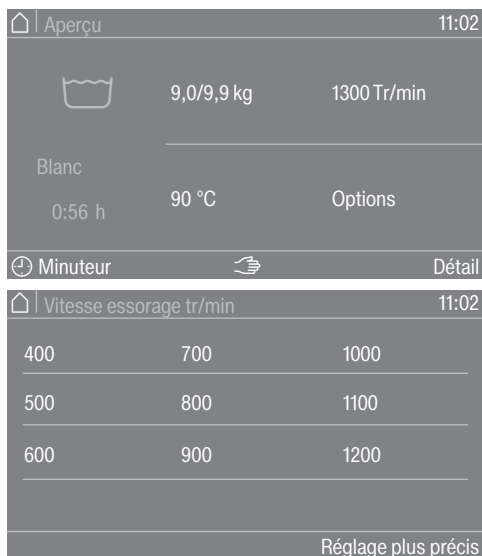 Aperçu 11:02
9,0/9,9 kg 1300 Tr/min
Blanc
90 °C Options
0:56 h
Minuteur Détail
Vitesse essorage tr/min 11:02
400 700 1000
500 800 1100
600 900 1200
Réglage plus précis